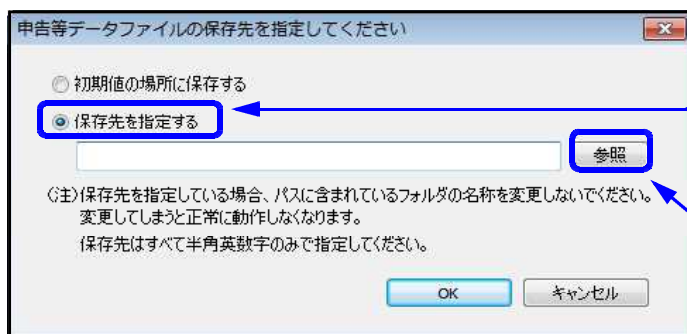 申告等データファイルの保存先を指定してください
初期値の場所に保存する
保存先を指定する
参照
(注)保存先を指定している場合、パスに含まれているフォルダの名称を変更しないでください。
変更してしまうと正常に動作しなくなります。
保存先はすべて半角英数字のみで指定してください。
OK
キャンセル